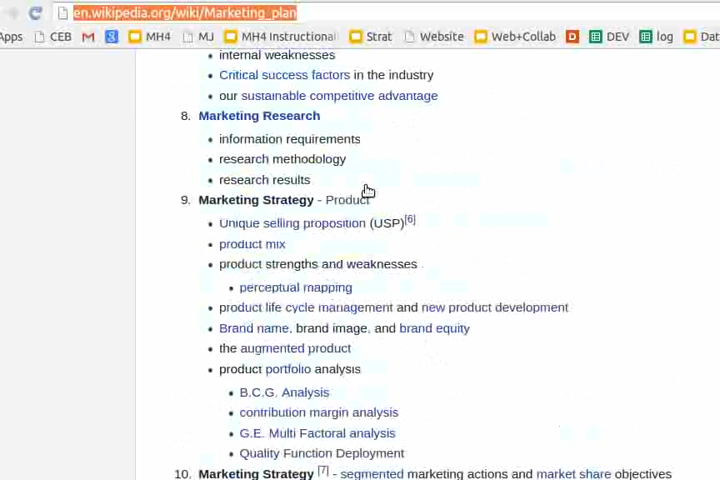 en.wikipedia.org/wiki/Marketing_plan
Apps CEB MH4 MJ MH4 Instructional Strat Website Web+Collab D DEV log Dat
internal weaknesses
Critical success factors in the industry
our sustainable competitive advantage
8. Marketing Research
information requirements
research methodology
research results
9. Marketing Strategy - Product
Unique selling proposition (USP)[6]
product mix
product strengths and weaknesses
perceptual mapping
product life cycle management and new product development
Brand name, brand image, and brand equity
the augmented product
product portfolio analysis
B.C.G. Analysis
contribution margin analysis
G.E. Multi Factoral analysis
Quality Function Deployment
10. Marketing Strategy [7] - segmented marketing actions and market share objectives